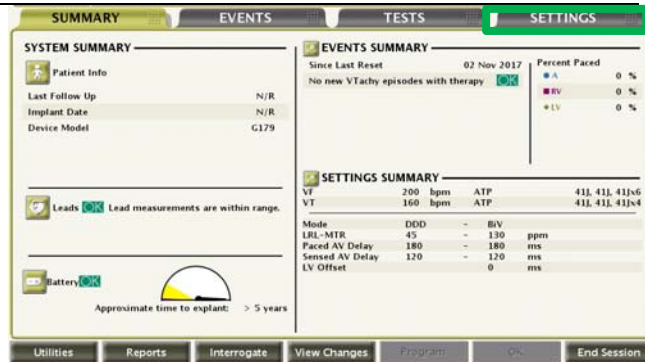 SUMMARY EVENTS TESTS SETTINGS
SYSTEM SUMMARY
Patient Info
Last Follow Up N/R
Implant Date N/R
Device Model G179
Leads OK Lead measurements are within range.
Battery OK
Approximate time to explant: > 5 years
EVENTS SUMMARY
Since Last Reset 02 Nov 2017
No new VTachy episodes with therapy OK
Percent Paced
A 0 %
RV 0 %
LV 0 %
SETTINGS SUMMARY
VF 200 bpm ATP 41J, 41J, 41Jx6
VT 160 bpm ATP 41J, 41J, 41Jx4
Mode DDD - BiV
LRL-MTR 45 - 130 ppm
Paced AV Delay 180 - 180 ms
Sensed AV Delay 120 - 120 ms
LV Offset 0 ms
Utilities Reports Interrogate View Changes Program OK End Session